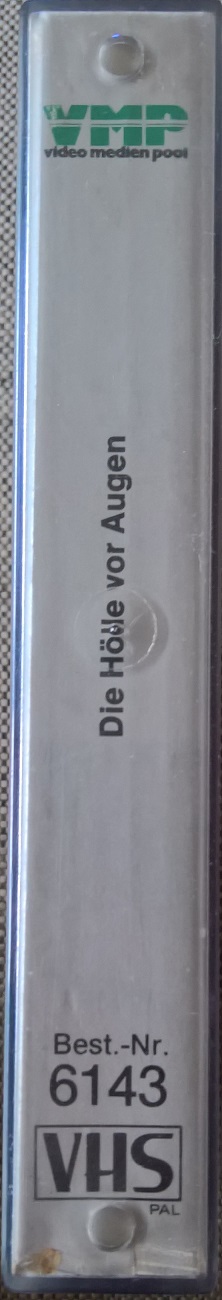 VMP
video medien pool
Die Hölle vor Augen
Best.-Nr.
6143
VHS
PAL